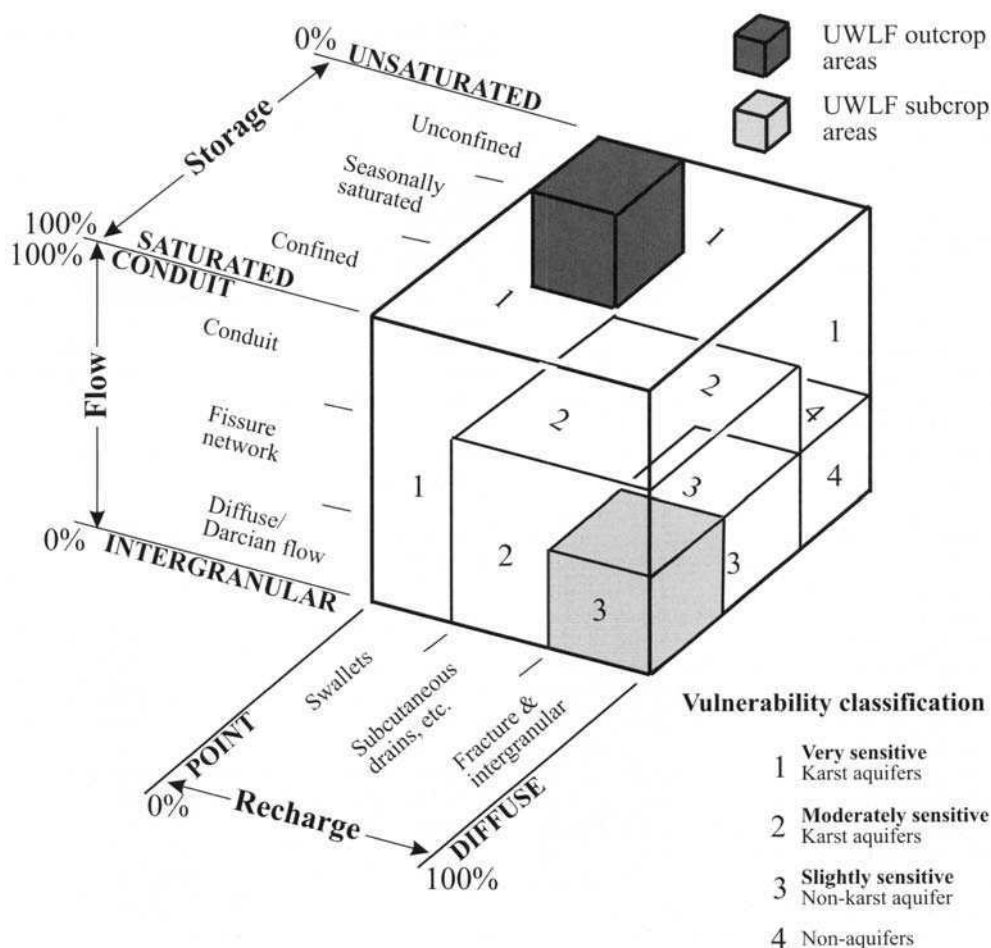 UWLF outcrop
areas
UWLF subcrop
areas
0%
UNSATURATED
Unconfined
Seasonally
saturated
Confined
Storage
100%
SATURATED
100%
CONDUIT
Conduit
Fissure
network
Diffuse/
Darcian flow
Flow
0%
INTERGRANULAR
1
1
1
2
2
4
1
3
4
2
3
3
Swallets
Subcutaneous
drains, etc.
Fracture &
intergranular
POINT
0%
Recharge
DIFFUSE
100%
Vulnerability classification
1 Very sensitive
Karst aquifers
2 Moderately sensitive
Karst aquifers
3 Slightly sensitive
Non-karst aquifer
4 Non-aquifers